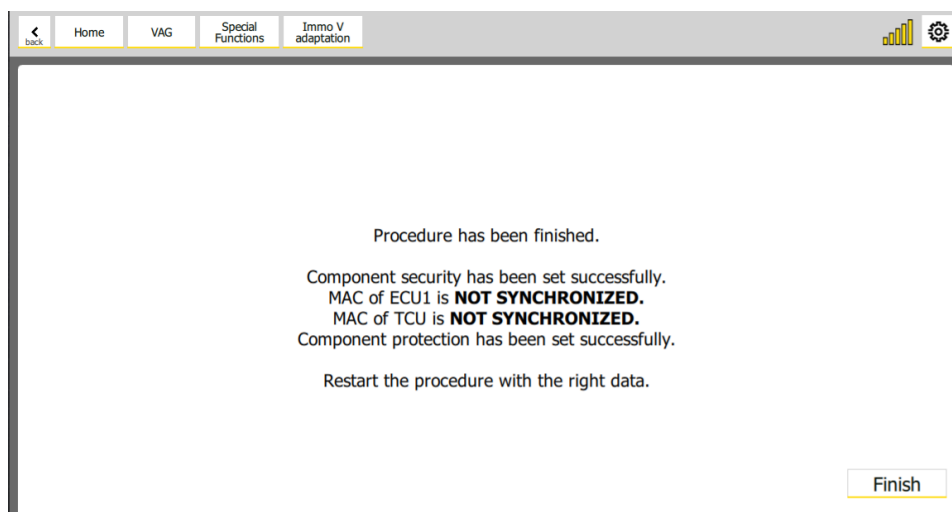 back
Home
VAG
Special
Functions
Immo V
adaptation
Procedure has been finished.
Component security has been set successfully.
MAC of ECU1 is NOT SYNCHRONIZED.
MAC of TCU is NOT SYNCHRONIZED.
Component protection has been set successfully.
Restart the procedure with the right data.
Finish